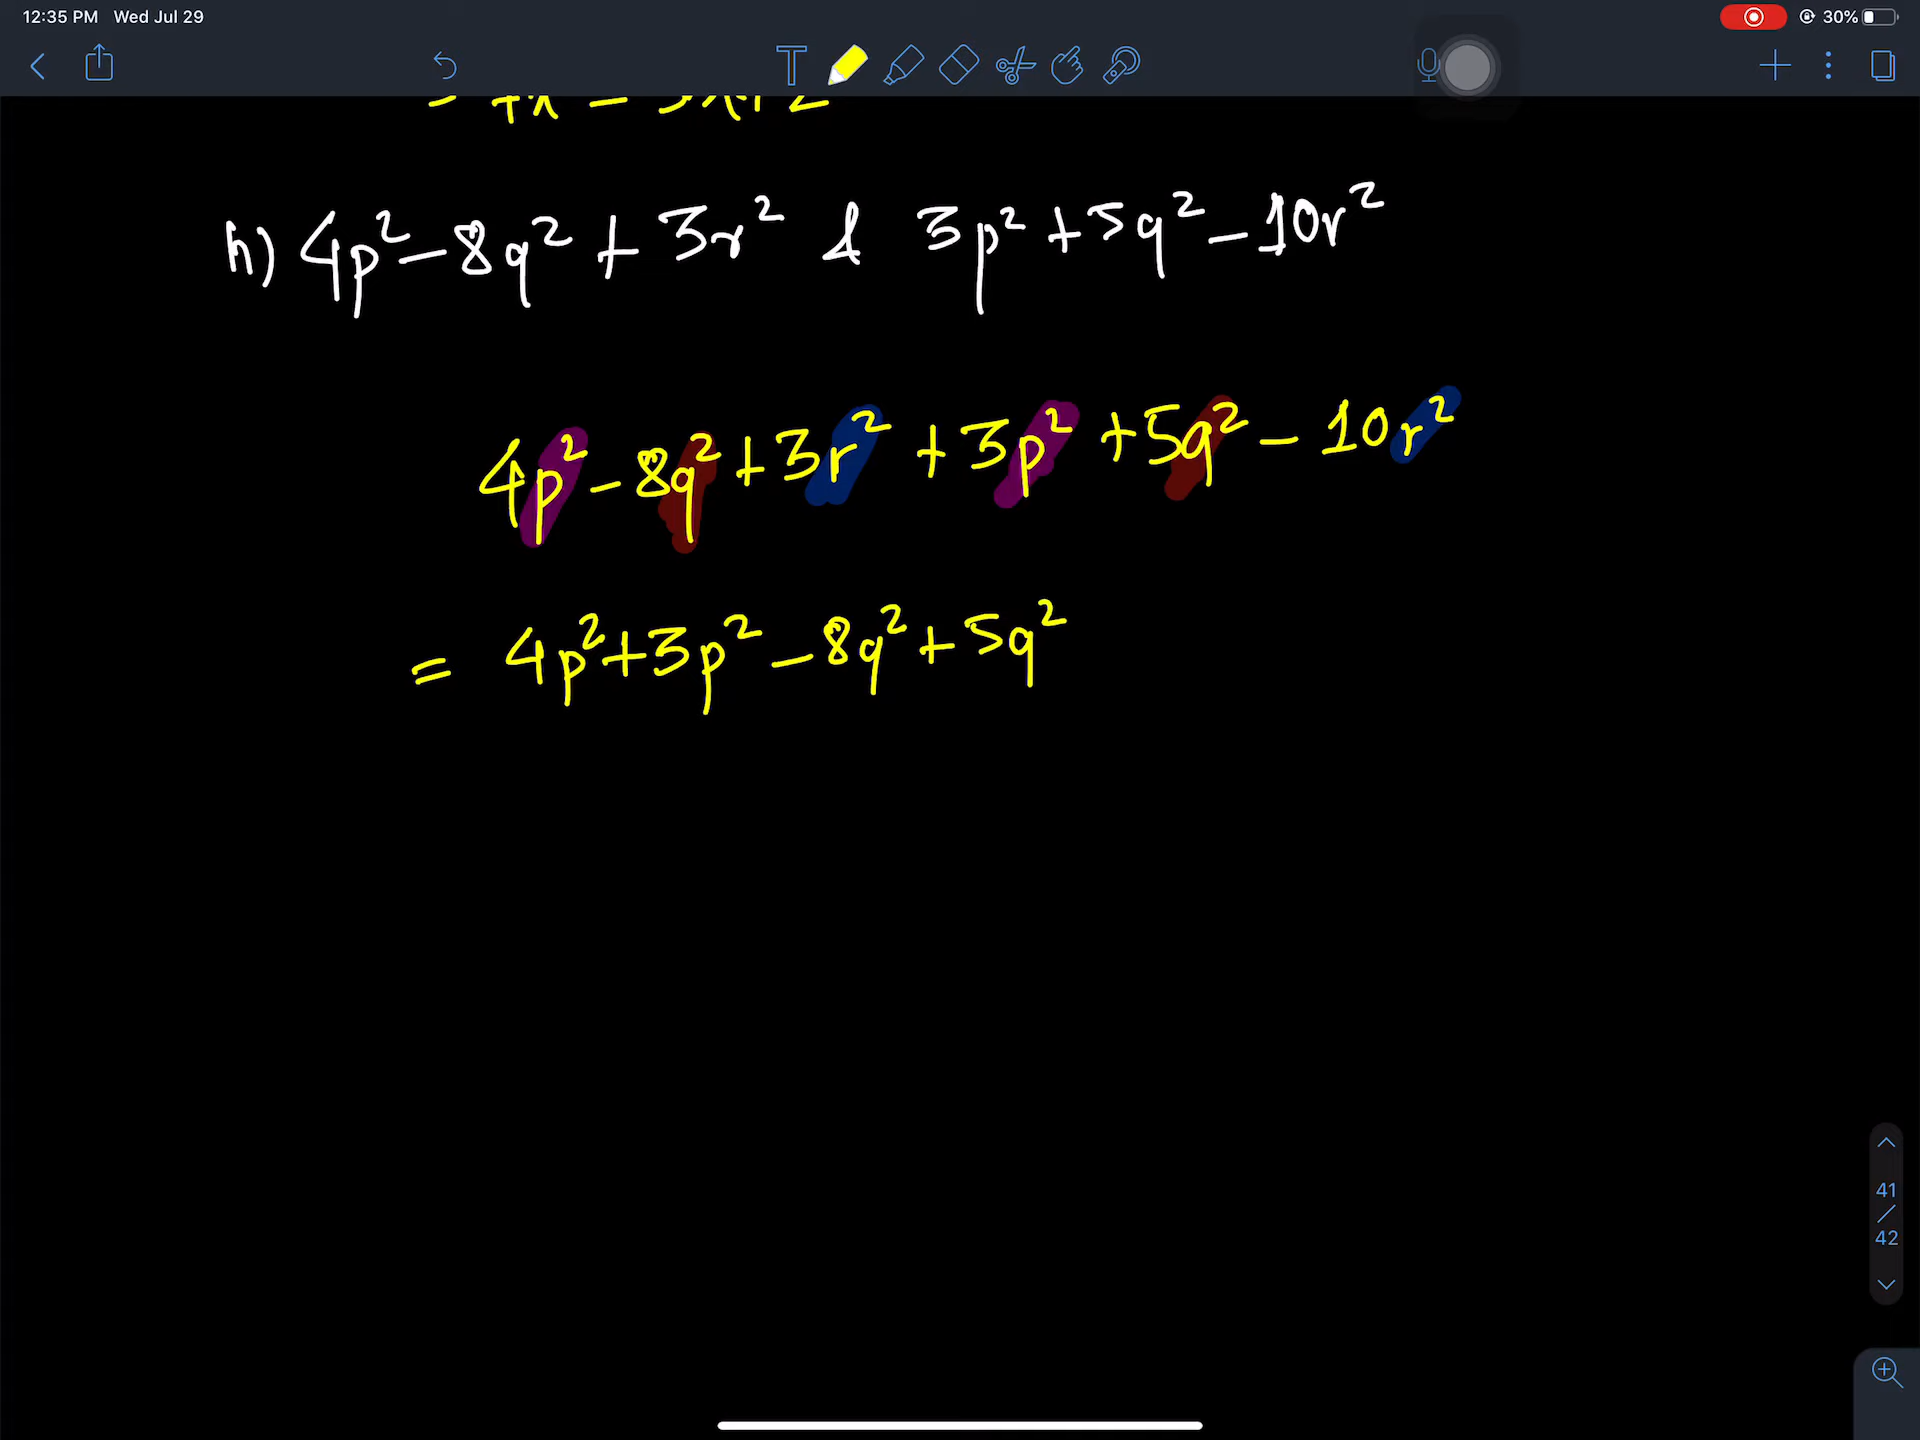 12:35 PM Wed Jul 29 30%
h) 4p² - 8q² + 3r² & 3p² + 5q² - 10r²
4p² - 8q² + 3r² + 3p² + 5q² - 10r²
= 4p² + 3p² - 8q² + 5q²
41
/
42